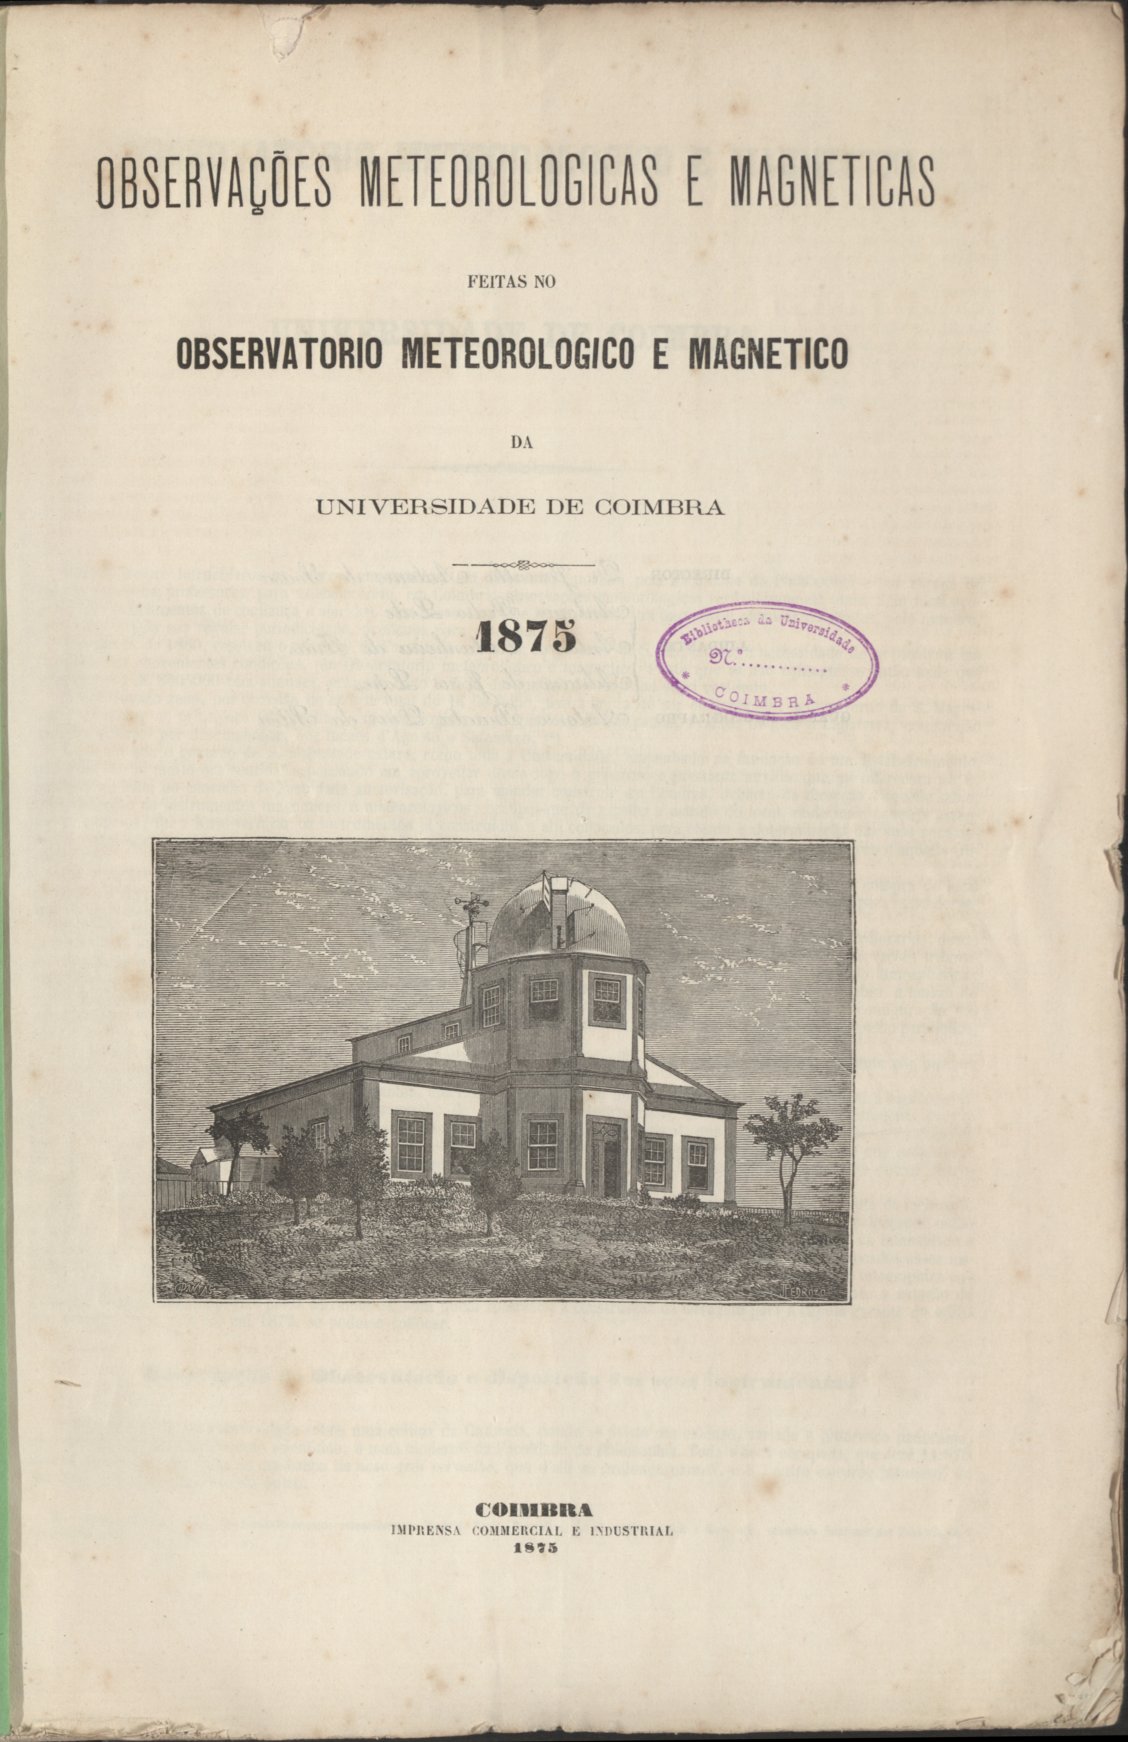 OBSERVAÇÕES METEOROLOGICAS E MAGNETICAS
FEITAS NO
OBSERVATORIO METEOROLOGICO E MAGNETICO
DA
UNIVERSIDADE DE COIMBRA
1875
Bibliotheca da Universidade
N.º.............
* COIMBRA *
PEDROZO
COIMBRA
IMPRENSA COMMERCIAL E INDUSTRIAL
1875